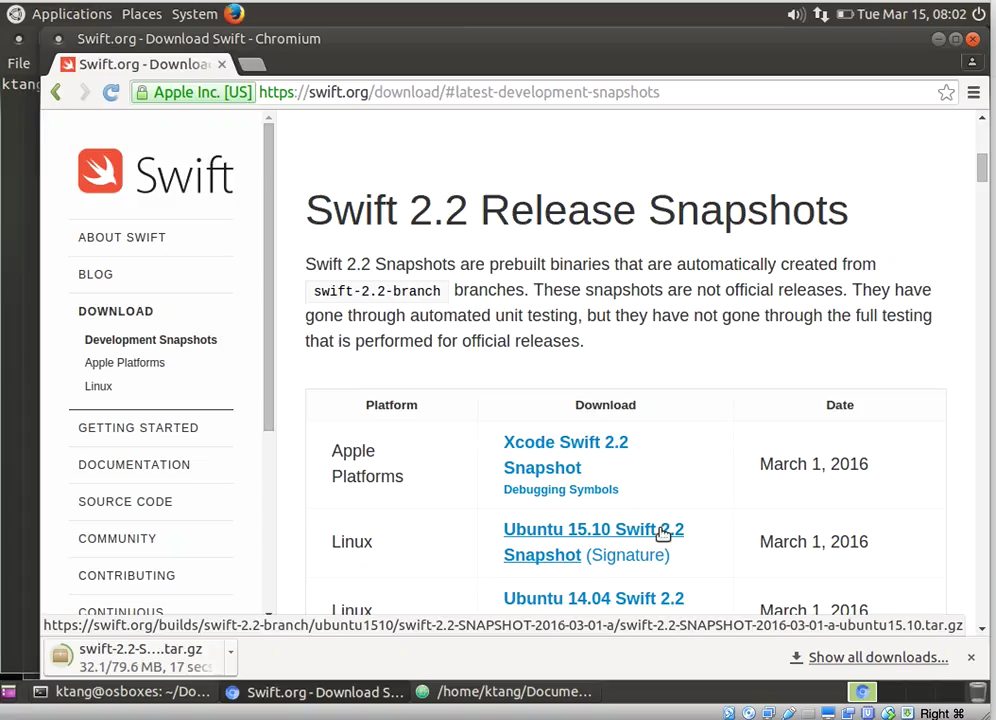 Applications Places System
Tue Mar 15, 08:02
Swift.org - Download Swift - Chromium
File
Swift.org - Downloa
ktang
Apple Inc. [US] https://swift.org/download/#latest-development-snapshots
Swift
ABOUT SWIFT
BLOG
DOWNLOAD
Development Snapshots
Apple Platforms
Linux
GETTING STARTED
DOCUMENTATION
SOURCE CODE
COMMUNITY
CONTRIBUTING
CONTINUOUS
Swift 2.2 Release Snapshots
Swift 2.2 Snapshots are prebuilt binaries that are automatically created from
swift-2.2-branch branches. These snapshots are not official releases. They have
gone through automated unit testing, but they have not gone through the full testing
that is performed for official releases.
Platform Download Date
Apple
Platforms
Xcode Swift 2.2
Snapshot
Debugging Symbols
March 1, 2016
Linux
Ubuntu 15.10 Swift 2.2
Snapshot (Signature)
March 1, 2016
Linux
Ubuntu 14.04 Swift 2.2
March 1, 2016
https://swift.org/builds/swift-2.2-branch/ubuntu1510/swift-2.2-SNAPSHOT-2016-03-01-a/swift-2.2-SNAPSHOT-2016-03-01-a-ubuntu15.10.tar.gz
swift-2.2-S....tar.gz
32.1/79.6 MB, 17 secs
Show all downloads...
ktang@osboxes: ~/Do...
Swift.org - Download S...
/home/ktang/Docume...
Right ⌘